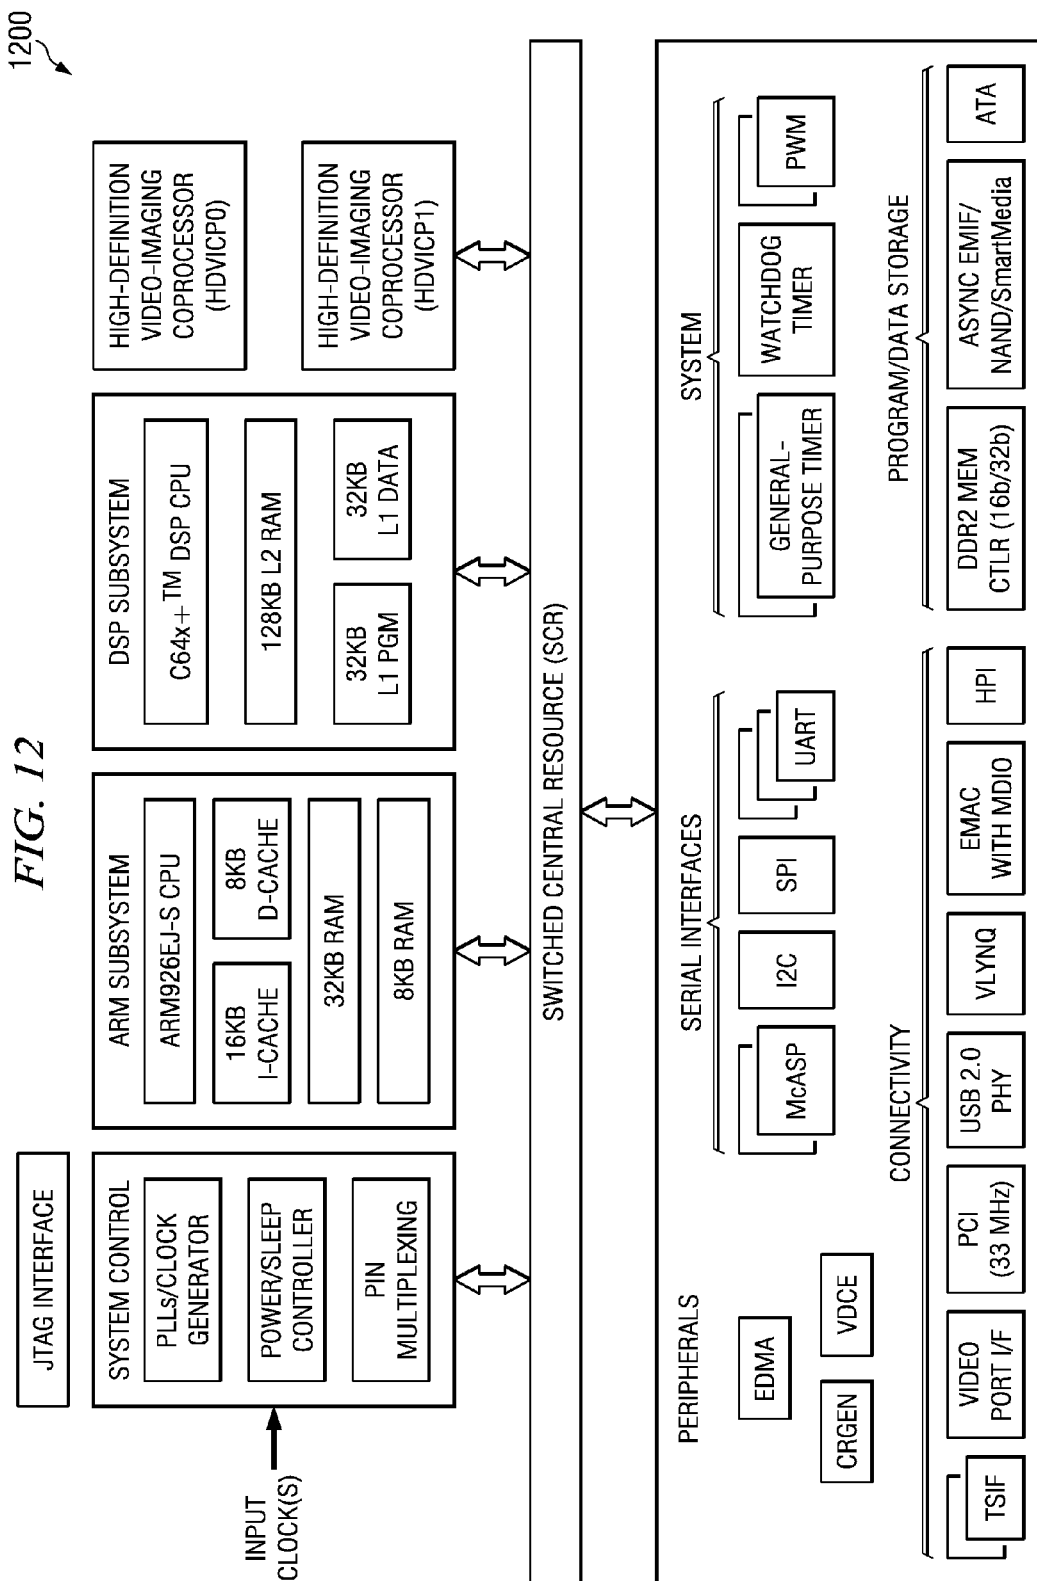 FIG. 12
1200
JTAG INTERFACE
INPUT
CLOCK(S)
SYSTEM CONTROL
PLLs/CLOCK
GENERATOR
POWER/SLEEP
CONTROLLER
PIN
MULTIPLEXING
ARM SUBSYSTEM
ARM926EJ-S CPU
16KB
I-CACHE
8KB
D-CACHE
32KB RAM
8KB RAM
DSP SUBSYSTEM
C64x+™ DSP CPU
128KB L2 RAM
32KB
L1 PGM
32KB
L1 DATA
HIGH-DEFINITION
VIDEO-IMAGING
COPROCESSOR
(HDVICP0)
HIGH-DEFINITION
VIDEO-IMAGING
COPROCESSOR
(HDVICP1)
SWITCHED CENTRAL RESOURCE (SCR)
PERIPHERALS
EDMA
CRGEN
VDCE
SERIAL INTERFACES
McASP
I2C
SPI
UART
SYSTEM
GENERAL-
PURPOSE TIMER
WATCHDOG
TIMER
PWM
CONNECTIVITY
TSIF
VIDEO
PORT I/F
PCI
(33 MHz)
USB 2.0
PHY
VLYNQ
EMAC
WITH MDIO
HPI
PROGRAM/DATA STORAGE
DDR2 MEM
CTLR (16b/32b)
ASYNC EMIF/
NAND/SmartMedia
ATA